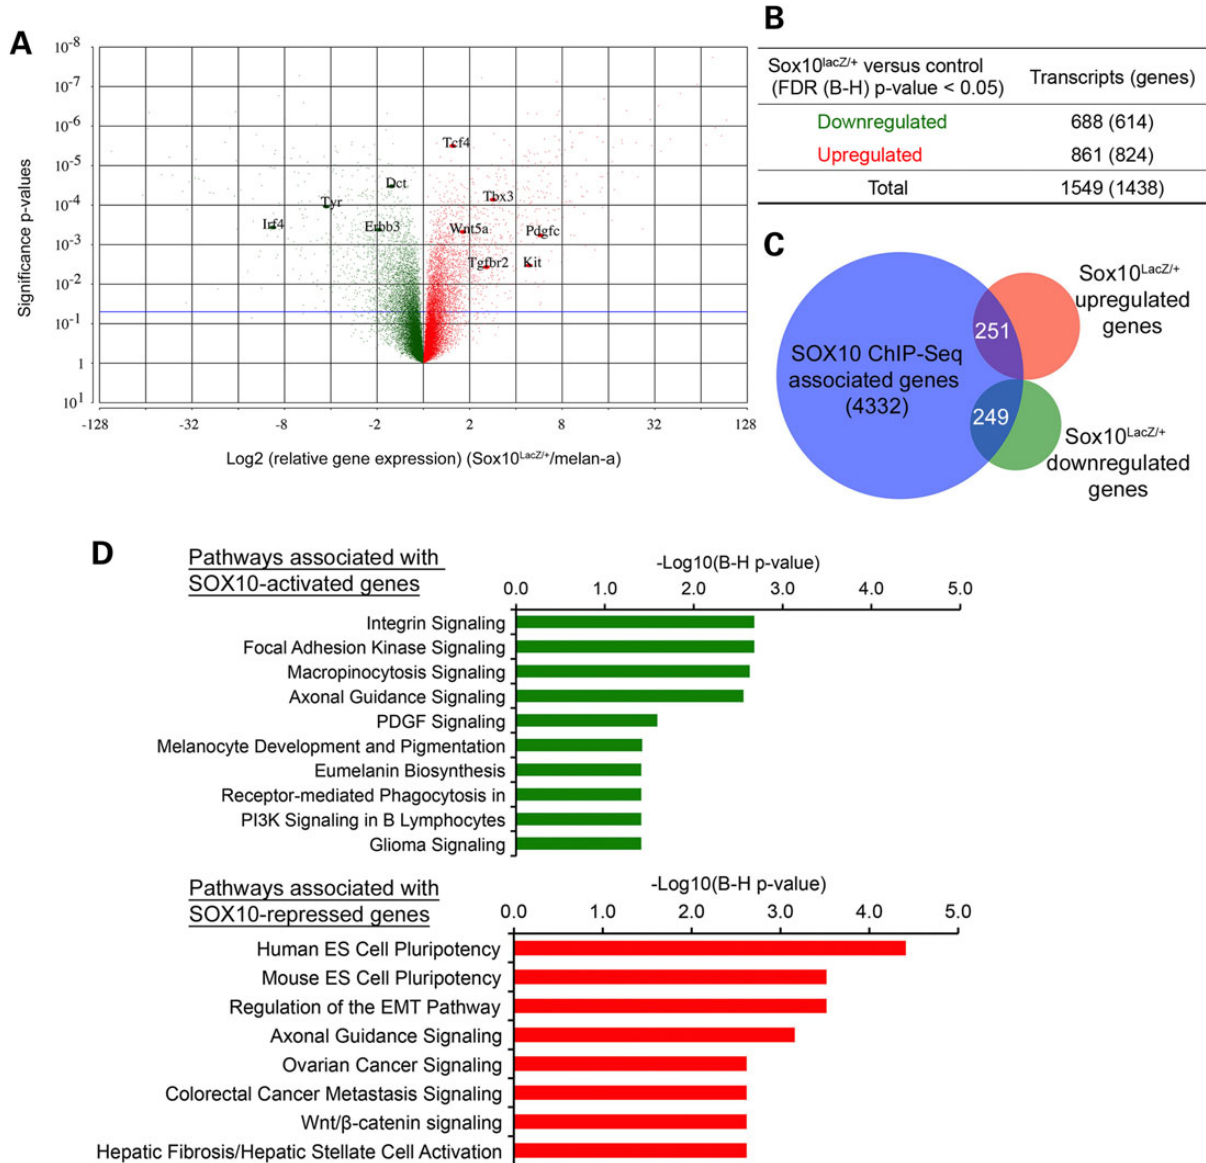 A
10⁻⁸
10⁻⁷
10⁻⁶
10⁻⁵
10⁻⁴
10⁻³
10⁻²
10⁻¹
1
10¹
Significance p-values
Tcf4
Dct
Tyr
Tbx3
Irf4
Erbb3
Wnt5a
Pdgfc
Tgfbr2
Kit
-128
-32
-8
-2
2
8
32
128
Log2 (relative gene expression) (Sox10ᴸᵃᶜᶻ/⁺/melan-a)
B
Sox10ˡᵃᶜᶻ/⁺ versus control
(FDR (B-H) p-value < 0.05)
Transcripts (genes)
Downregulated 688 (614)
Upregulated 861 (824)
Total 1549 (1438)
C
SOX10 ChIP-Seq
associated genes
(4332)
251
249
Sox10ᴸᵃᶜᶻ/⁺
upregulated
genes
Sox10ᴸᵃᶜᶻ/⁺
downregulated
genes
D
Pathways associated with
SOX10-activated genes
-Log10(B-H p-value)
0.0 1.0 2.0 3.0 4.0 5.0
Integrin Signaling
Focal Adhesion Kinase Signaling
Macropinocytosis Signaling
Axonal Guidance Signaling
PDGF Signaling
Melanocyte Development and Pigmentation
Eumelanin Biosynthesis
Receptor-mediated Phagocytosis in
PI3K Signaling in B Lymphocytes
Glioma Signaling
Pathways associated with
SOX10-repressed genes
-Log10(B-H p-value)
0.0 1.0 2.0 3.0 4.0 5.0
Human ES Cell Pluripotency
Mouse ES Cell Pluripotency
Regulation of the EMT Pathway
Axonal Guidance Signaling
Ovarian Cancer Signaling
Colorectal Cancer Metastasis Signaling
Wnt/β-catenin signaling
Hepatic Fibrosis/Hepatic Stellate Cell Activation